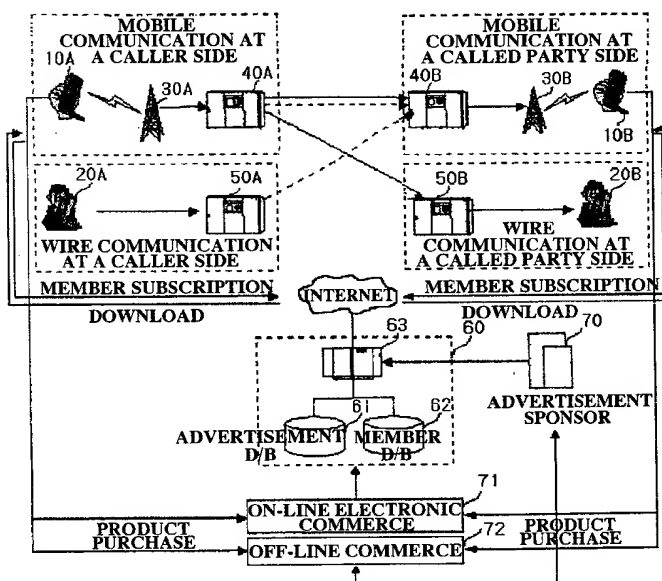 MOBILE
COMMUNICATION AT
A CALLER SIDE
10A
30A
40A
MOBILE
COMMUNICATION AT
A CALLED PARTY SIDE
40B
30B
10B
20A
50A
WIRE COMMUNICATION
AT A CALLER SIDE
50B
20B
WIRE
COMMUNICATION AT
A CALLED PARTY SIDE
MEMBER SUBSCRIPTION
DOWNLOAD
INTERNET
MEMBER SUBSCRIPTION
DOWNLOAD
63
60
70
ADVERTISEMENT
SPONSOR
61
ADVERTISEMENT
D/B
62
MEMBER
D/B
71
ON-LINE ELECTRONIC
COMMERCE
72
OFF-LINE COMMERCE
PRODUCT
PURCHASE
PRODUCT
PURCHASE